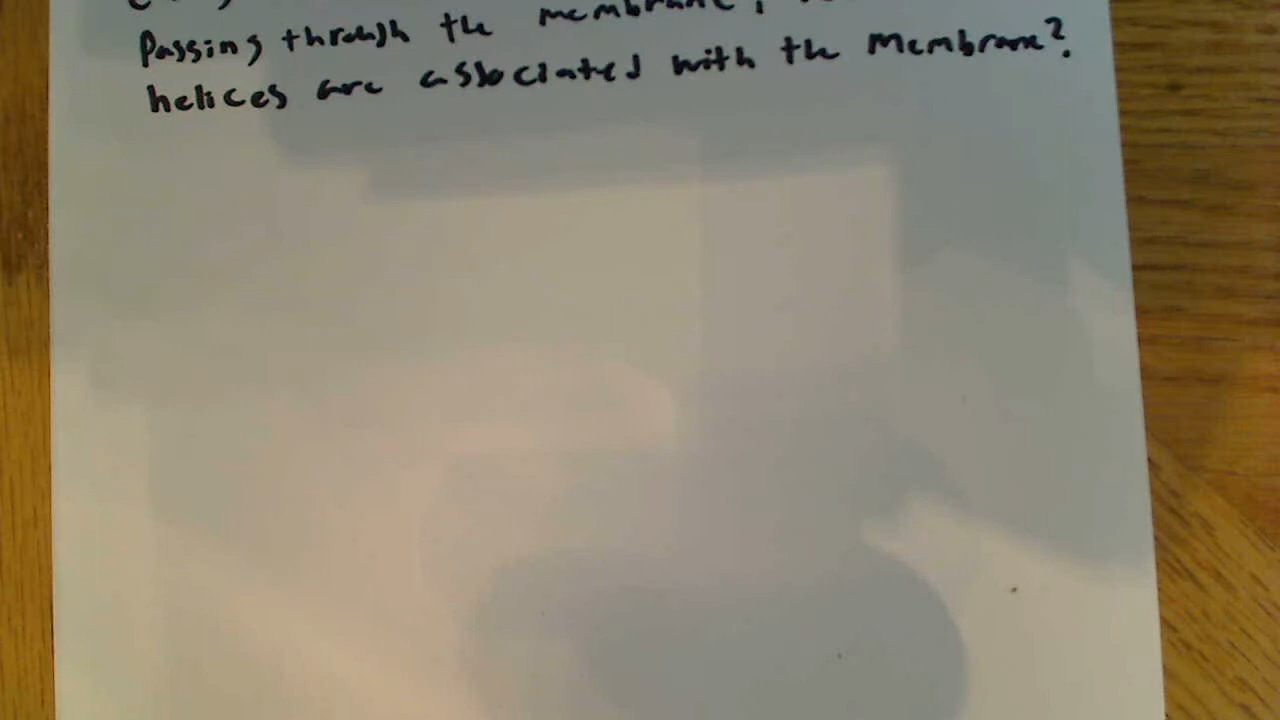 Passing through the membrane,
helices are associated with the membrane?